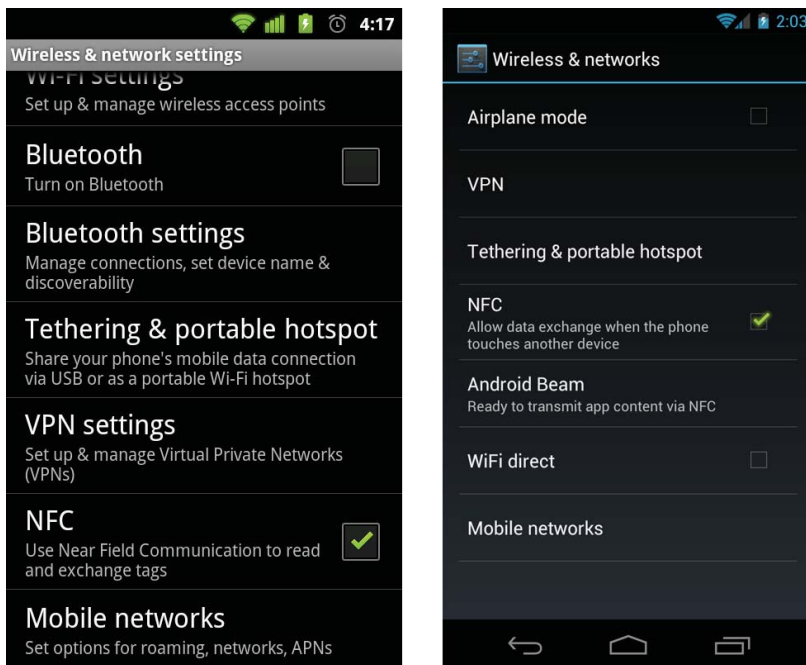 4:17
Wireless & network settings
Wi-Fi settings
Set up & manage wireless access points
Bluetooth
Turn on Bluetooth
Bluetooth settings
Manage connections, set device name &
discoverability
Tethering & portable hotspot
Share your phone's mobile data connection
via USB or as a portable Wi-Fi hotspot
VPN settings
Set up & manage Virtual Private Networks
(VPNs)
NFC
Use Near Field Communication to read
and exchange tags
Mobile networks
Set options for roaming, networks, APNs
2:03
Wireless & networks
Airplane mode
VPN
Tethering & portable hotspot
NFC
Allow data exchange when the phone
touches another device
Android Beam
Ready to transmit app content via NFC
WiFi direct
Mobile networks